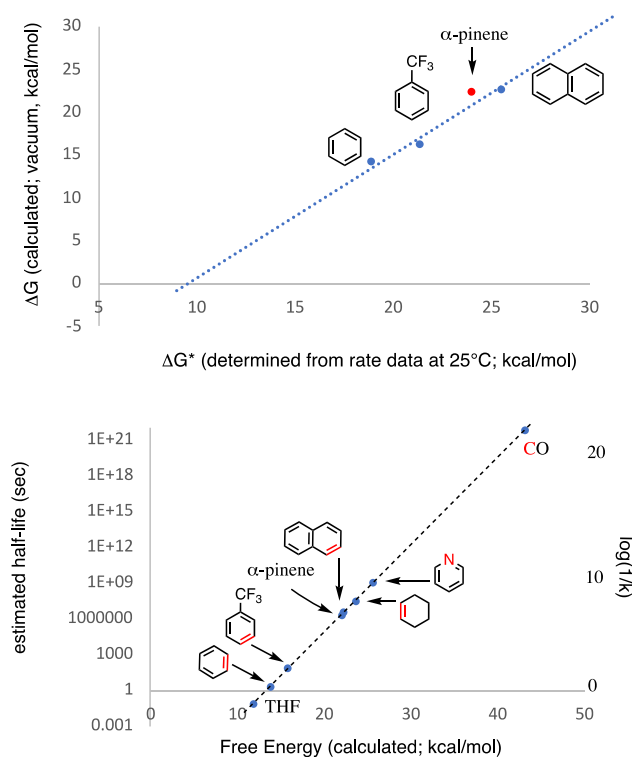 30
25
20
15
10
5
0
-5
5
10
15
20
25
30
ΔG (calculated; vacuum, kcal/mol)
ΔG* (determined from rate data at 25°C; kcal/mol)
CF3
α-pinene
1E+21
1E+18
1E+15
1E+12
1E+09
1000000
1000
1
0.001
0
10
20
30
40
50
estimated half-life (sec)
Free Energy (calculated; kcal/mol)
20
10
0
log(1/k)
CO
N
α-pinene
CF3
THF